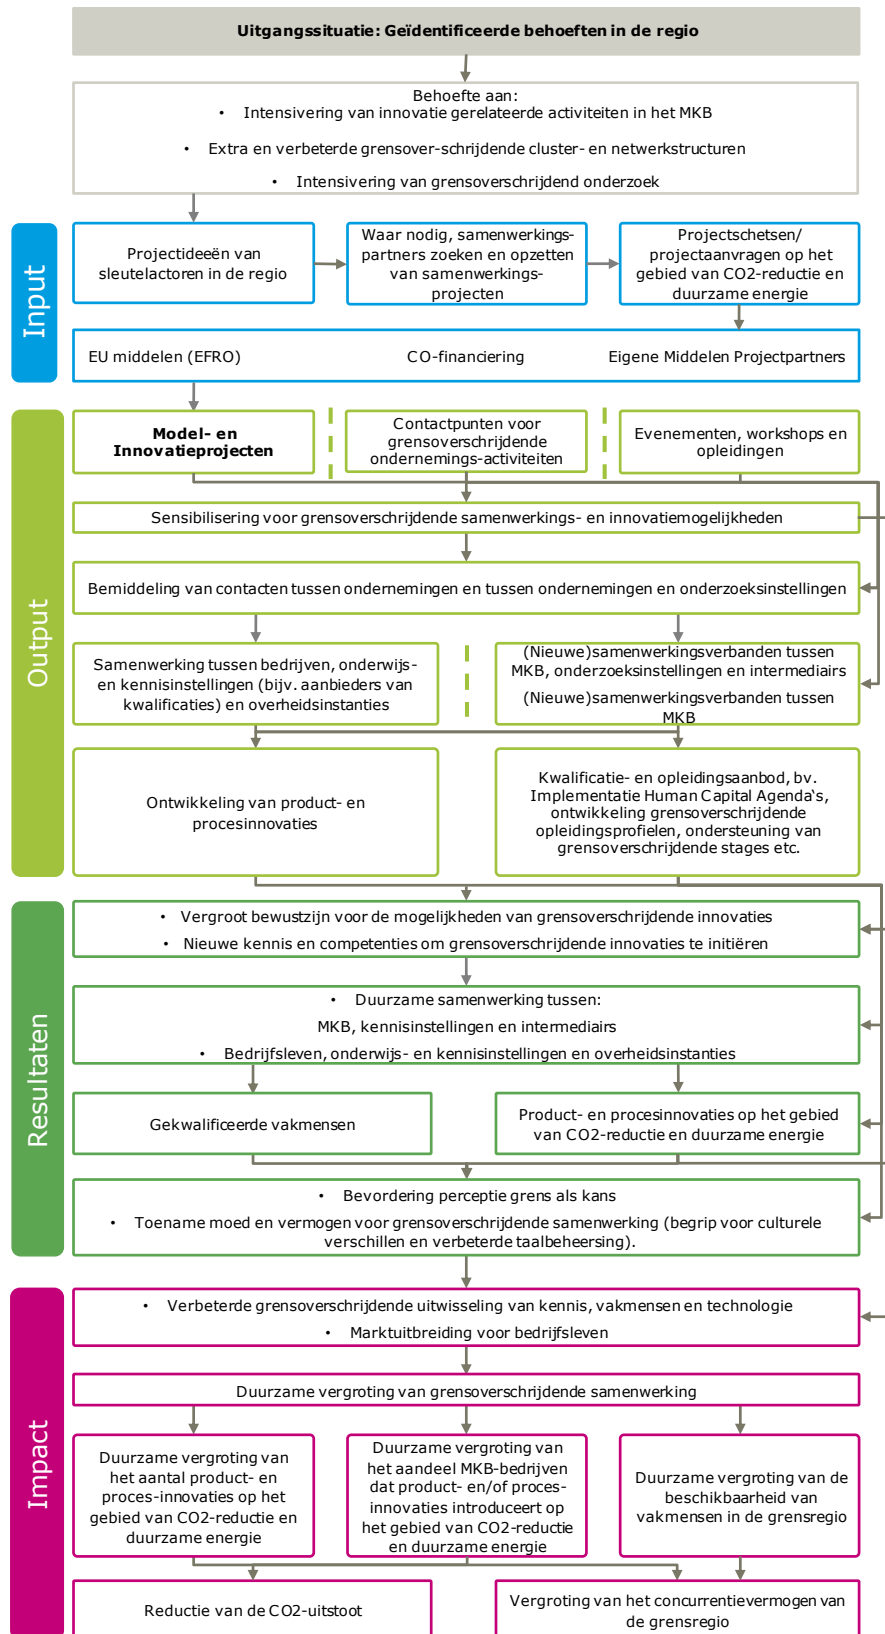 Uitgangssituatie: Geïdentificeerde behoeften in de regio
Behoefte aan:
• Intensivering van innovatie gerelateerde activiteiten in het MKB
• Extra en verbeterde grensover-schrijdende cluster- en netwerkstructuren
• Intensivering van grensoverschrijdend onderzoek
Input
Projectideeën van
sleutelactoren in de regio
Waar nodig, samenwerkings-
partners zoeken en opzetten
van samenwerkings-
projecten
Projectschetsen/
projectaanvragen op het
gebied van CO2-reductie en
duurzame energie
EU middelen (EFRO)
CO-financiering
Eigene Middelen Projectpartners
Output
Model- en
Innovatieprojecten
Contactpunten voor
grensoverschrijdende
ondernemings-activiteiten
Evenementen, workshops en
opleidingen
Sensibilisering voor grensoverschrijdende samenwerkings- en innovatiemogelijkheden
Bemiddeling van contacten tussen ondernemingen en tussen ondernemingen en onderzoeksinstellingen
Samenwerking tussen bedrijven, onderwijs-
en kennisinstellingen (bijv. aanbieders van
kwalificaties) en overheidsinstanties
(Nieuwe)samenwerkingsverbanden tussen
MKB, onderzoeksinstellingen en intermediairs
(Nieuwe)samenwerkingsverbanden tussen
MKB
Ontwikkeling van product- en
procesinnovaties
Kwalificatie- en opleidingsaanbod, bv.
Implementatie Human Capital Agenda‘s,
ontwikkeling grensoverschrijdende
opleidingsprofielen, ondersteuning van
grensoverschrijdende stages etc.
Resultaten
• Vergroot bewustzijn voor de mogelijkheden van grensoverschrijdende innovaties
• Nieuwe kennis en competenties om grensoverschrijdende innovaties te initiëren
• Duurzame samenwerking tussen:
MKB, kennisinstellingen en intermediairs
• Bedrijfsleven, onderwijs- en kennisinstellingen en overheidsinstanties
Gekwalificeerde vakmensen
Product- en procesinnovaties op het gebied
van CO2-reductie en duurzame energie
• Bevordering perceptie grens als kans
• Toename moed en vermogen voor grensoverschrijdende samenwerking (begrip voor culturele
verschillen en verbeterde taalbeheersing).
Impact
• Verbeterde grensoverschrijdende uitwisseling van kennis, vakmensen en technologie
• Marktuitbreiding voor bedrijfsleven
Duurzame vergroting van grensoverschrijdende samenwerking
Duurzame vergroting van
het aantal product- en
proces-innovaties op het
gebied van CO2-reductie en
duurzame energie
Duurzame vergroting van
het aandeel MKB-bedrijven
dat product- en/of proces-
innovaties introduceert op
het gebied van CO2-reductie
en duurzame energie
Duurzame vergroting van de
beschikbaarheid van
vakmensen in de grensregio
Reductie van de CO2-uitstoot
Vergroting van het concurrentievermogen van
de grensregio